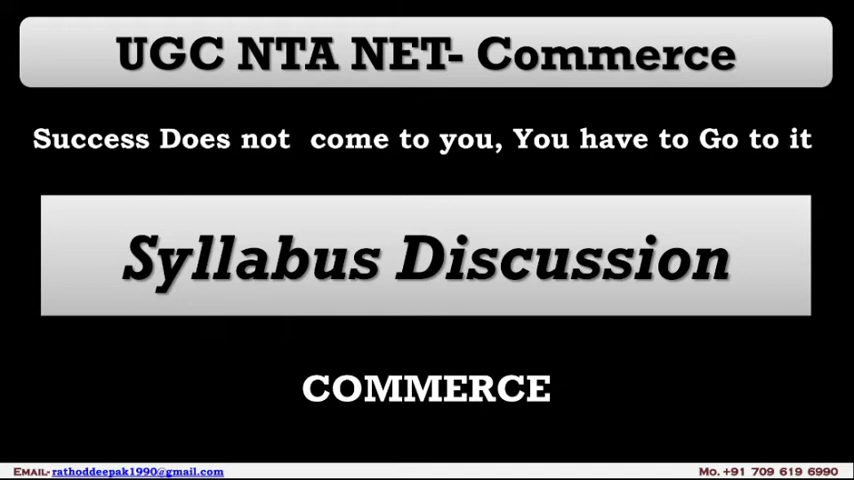 UGC NTA NET- Commerce
Success Does not come to you, You have to Go to it
Syllabus Discussion
COMMERCE
Email- rathoddeepak1990@gmail.com
Mo. +91 709 619 6990